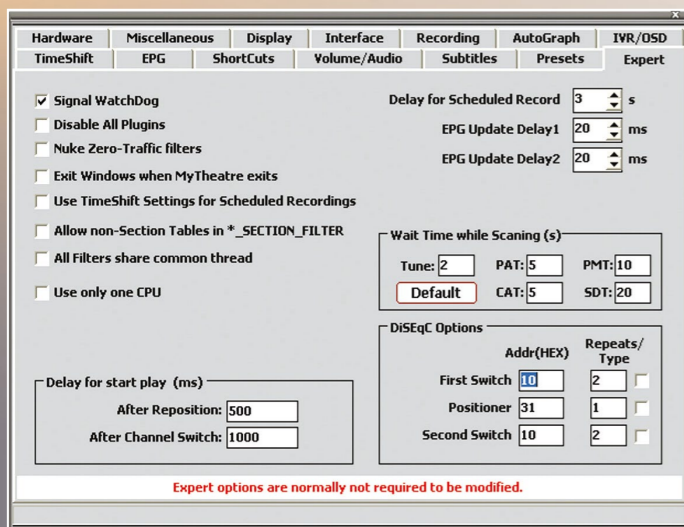 x
Hardware Miscellaneous Display Interface Recording AutoGraph IVR/OSD
TimeShift EPG ShortCuts Volume/Audio Subtitles Presets Expert
Signal WatchDog
Disable All Plugins
Nuke Zero-Traffic filters
Exit Windows when MyTheatre exits
Use TimeShift Settings for Scheduled Recordings
Allow non-Section Tables in *_SECTION_FILTER
All Filters share common thread
Use only one CPU
Delay for Scheduled Record 3 s
EPG Update Delay1 20 ms
EPG Update Delay2 20 ms
Wait Time while Scaning (s)
Tune: 2 PAT: 5 PMT: 10
Default CAT: 5 SDT: 20
DiSEqC Options
Addr(HEX) Repeats/
Type
First Switch 10 2
Positioner 31 1
Second Switch 10 2
Delay for start play (ms)
After Reposition: 500
After Channel Switch: 1000
Expert options are normally not required to be modified.